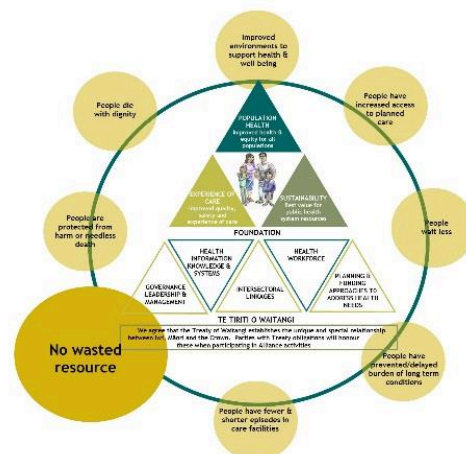 Improved
environments to
support health &
well being
People have
increased access
to planned
care
People wait less
People have
prevented/delayed
burden of long term
conditions
People have fewer &
shorter episodes in
care facilities
No wasted
resource
People are
protected from
harm or needless
death
People die
with dignity
POPULATION
HEALTH
Improved health &
equity for all
populations
EXPERIENCE OF
CARE
Improved quality,
safety and
experience of care
SUSTAINABILITY
Best value for
public health
system resources
FOUNDATION
HEALTH
INFORMATION
KNOWLEDGE &
SYSTEMS
HEALTH
WORKFORCE
GOVERNANCE
LEADERSHIP &
MANAGEMENT
INTERSECTORAL
LINKAGES
PLANNING &
FUNDING
APPROACHES TO
ADDRESS HEALTH
NEEDS
TE TIRITI O WAITANGI
We agree that the Treaty of Waitangi establishes the unique and special relationship
between Iwi, Māori and the Crown. Parties with Treaty obligations will honour
these when participating in Alliance activities